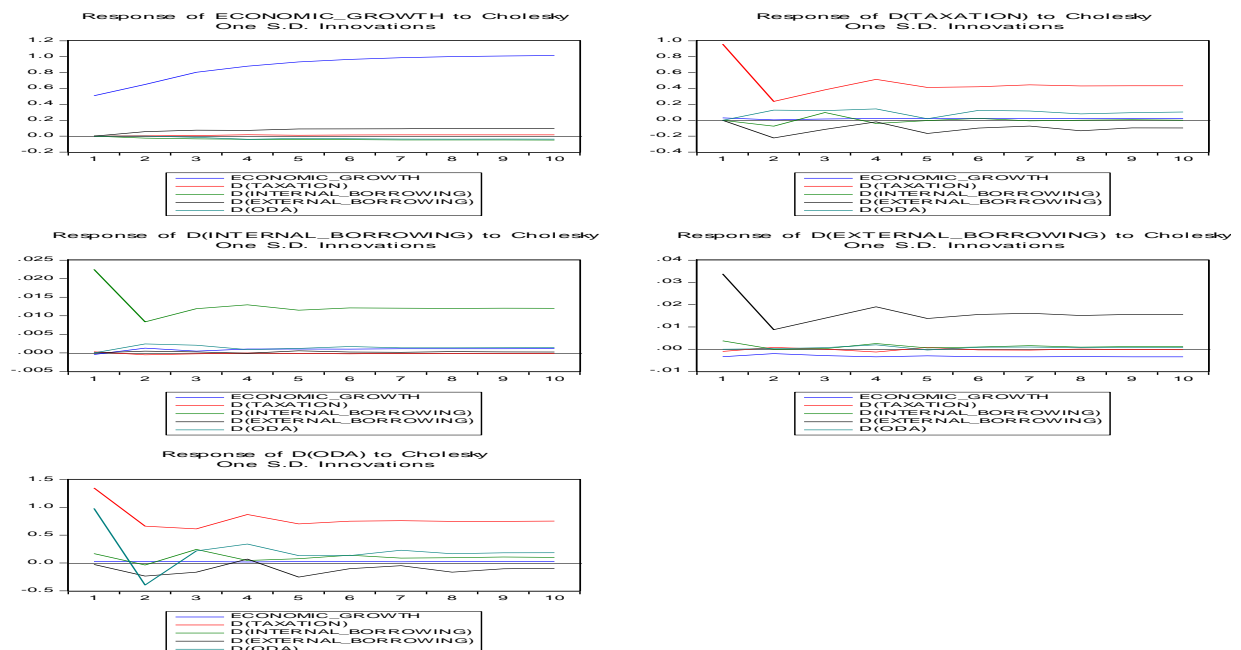 Response of ECONOMIC_GROWTH to Cholesky
One S.D. Innovations
1.2
1.0
0.8
0.6
0.4
0.2
0.0
-0.2
1 2 3 4 5 6 7 8 9 10
ECONOMIC_GROWTH
D(TAXATION)
D(INTERNAL_BORROWING)
D(EXTERNAL_BORROWING)
D(ODA)
Response of D(TAXATION) to Cholesky
One S.D. Innovations
1.0
0.8
0.6
0.4
0.2
0.0
-0.2
-0.4
1 2 3 4 5 6 7 8 9 10
ECONOMIC_GROWTH
D(TAXATION)
D(INTERNAL_BORROWING)
D(EXTERNAL_BORROWING)
D(ODA)
Response of D(INTERNAL_BORROWING) to Cholesky
One S.D. Innovations
.025
.020
.015
.010
.005
.000
-.005
1 2 3 4 5 6 7 8 9 10
ECONOMIC_GROWTH
D(TAXATION)
D(INTERNAL_BORROWING)
D(EXTERNAL_BORROWING)
D(ODA)
Response of D(EXTERNAL_BORROWING) to Cholesky
One S.D. Innovations
.04
.03
.02
.01
.00
-.01
1 2 3 4 5 6 7 8 9 10
ECONOMIC_GROWTH
D(TAXATION)
D(INTERNAL_BORROWING)
D(EXTERNAL_BORROWING)
D(ODA)
Response of D(ODA) to Cholesky
One S.D. Innovations
1.5
1.0
0.5
0.0
-0.5
1 2 3 4 5 6 7 8 9 10
ECONOMIC_GROWTH
D(TAXATION)
D(INTERNAL_BORROWING)
D(EXTERNAL_BORROWING)
D(ODA)